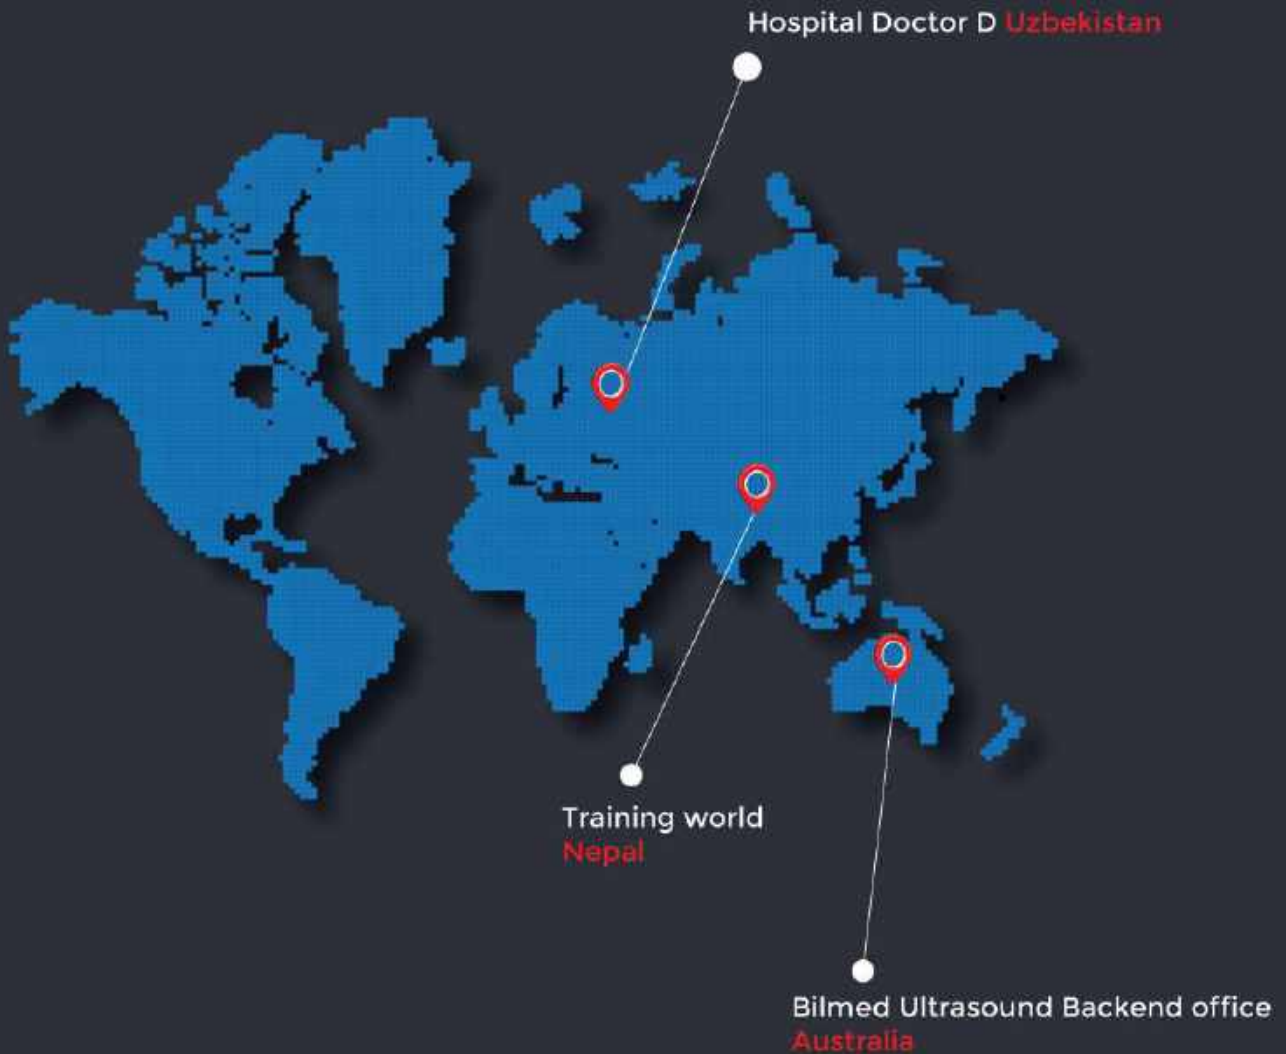 Hospital Doctor D Uzbekistan
Training world
Nepal
Bilmed Ultrasound Backend office
Australia